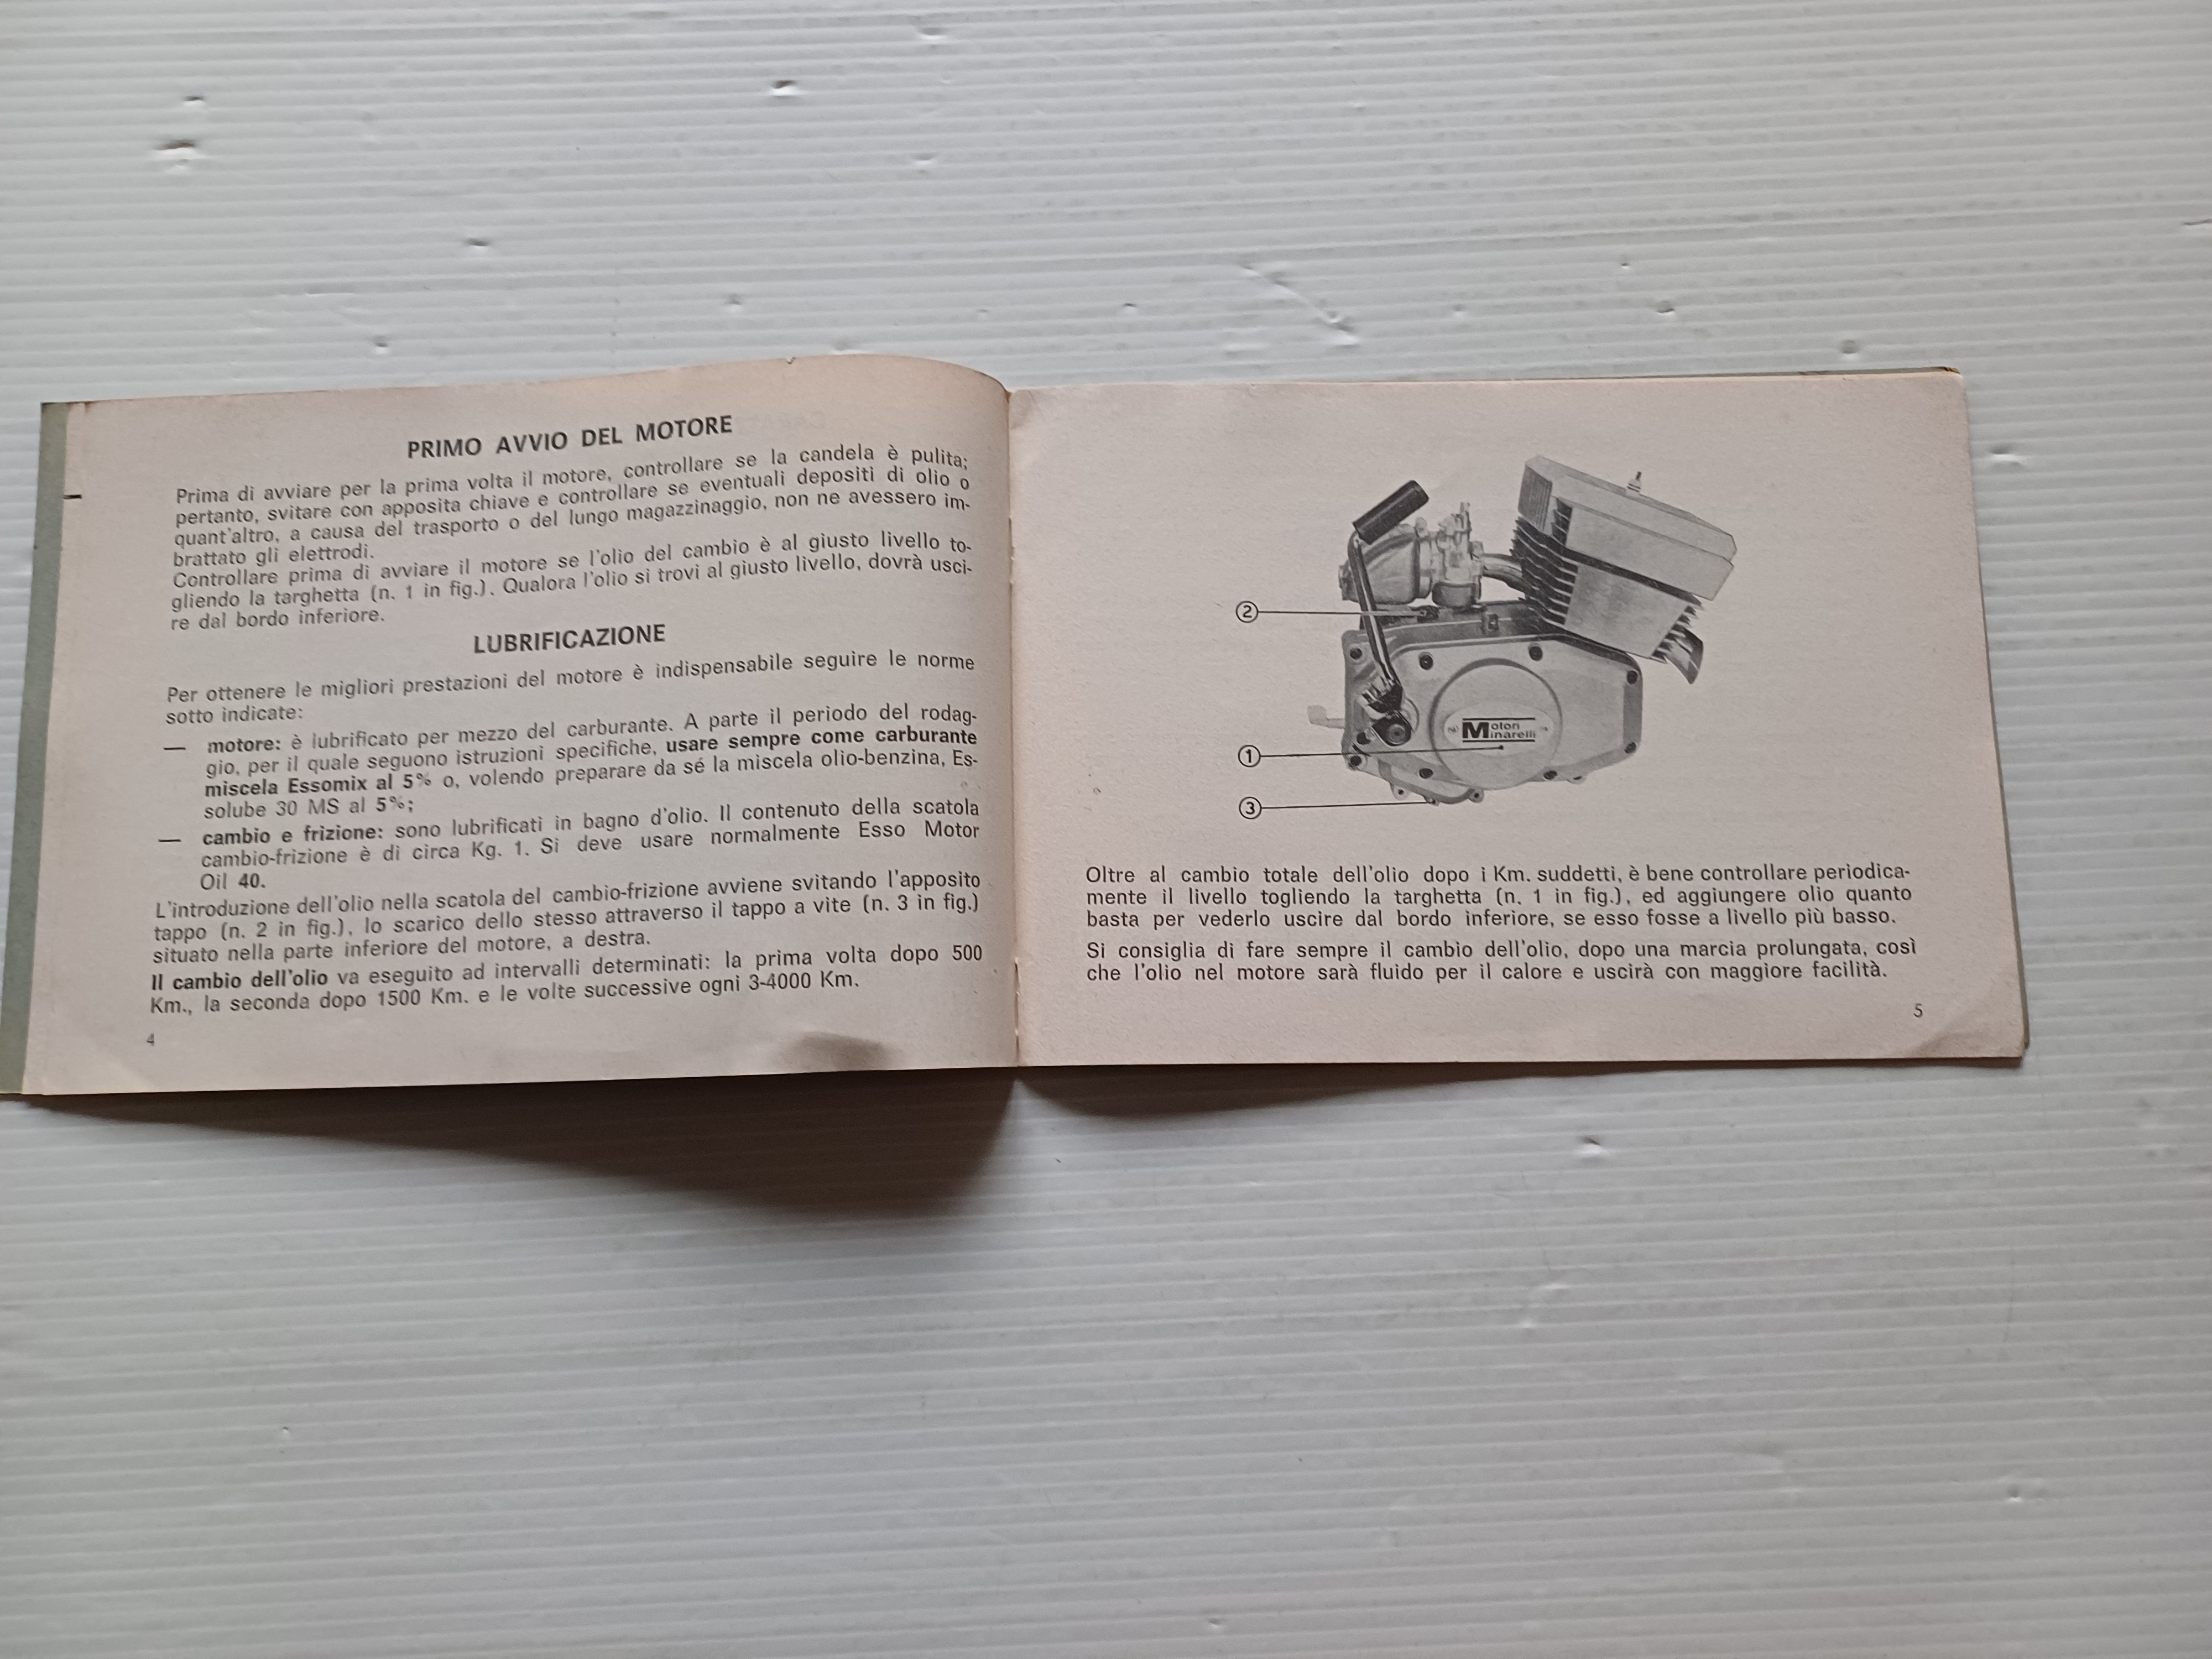 PRIMO AVVIO DEL MOTORE
Prima di avviare per la prima volta il motore, controllare se la candela è pulita;
pertanto, svitare con apposita chiave e controllare se eventuali depositi di olio o
quant'altro, a causa del trasporto o del lungo magazzinaggio, non ne avessero im-
brattato gli elettrodi.
Controllare prima di avviare il motore se l'olio del cambio è al giusto livello to-
gliendo la targhetta (n. 1 in fig.). Qualora l'olio si trovi al giusto livello, dovrà usci-
re dal bordo inferiore.
LUBRIFICAZIONE
Per ottenere le migliori prestazioni del motore è indispensabile seguire le norme
sotto indicate:
— motore: è lubrificato per mezzo del carburante. A parte il periodo del rodag-
gio, per il quale seguono istruzioni specifiche, usare sempre come carburante
miscela Essomix al 5% o, volendo preparare da sé la miscela olio-benzina, Es-
solube 30 MS al 5%;
— cambio e frizione: sono lubrificati in bagno d'olio. Il contenuto della scatola
cambio-frizione è di circa Kg. 1. Si deve usare normalmente Esso Motor
Oil 40.
L'introduzione dell'olio nella scatola del cambio-frizione avviene svitando l'apposito
tappo (n. 2 in fig.), lo scarico dello stesso attraverso il tappo a vite (n. 3 in fig.)
situato nella parte inferiore del motore, a destra.
Il cambio dell'olio va eseguito ad intervalli determinati: la prima volta dopo 500
Km., la seconda dopo 1500 Km. e le volte successive ogni 3-4000 Km.
4
2
Motori
Minarelli
1
3
Oltre al cambio totale dell'olio dopo i Km. suddetti, è bene controllare periodica-
mente il livello togliendo la targhetta (n. 1 in fig.), ed aggiungere olio quanto
basta per vederlo uscire dal bordo inferiore, se esso fosse a livello più basso.
Si consiglia di fare sempre il cambio dell'olio, dopo una marcia prolungata, così
che l'olio nel motore sarà fluido per il calore e uscirà con maggiore facilità.
5